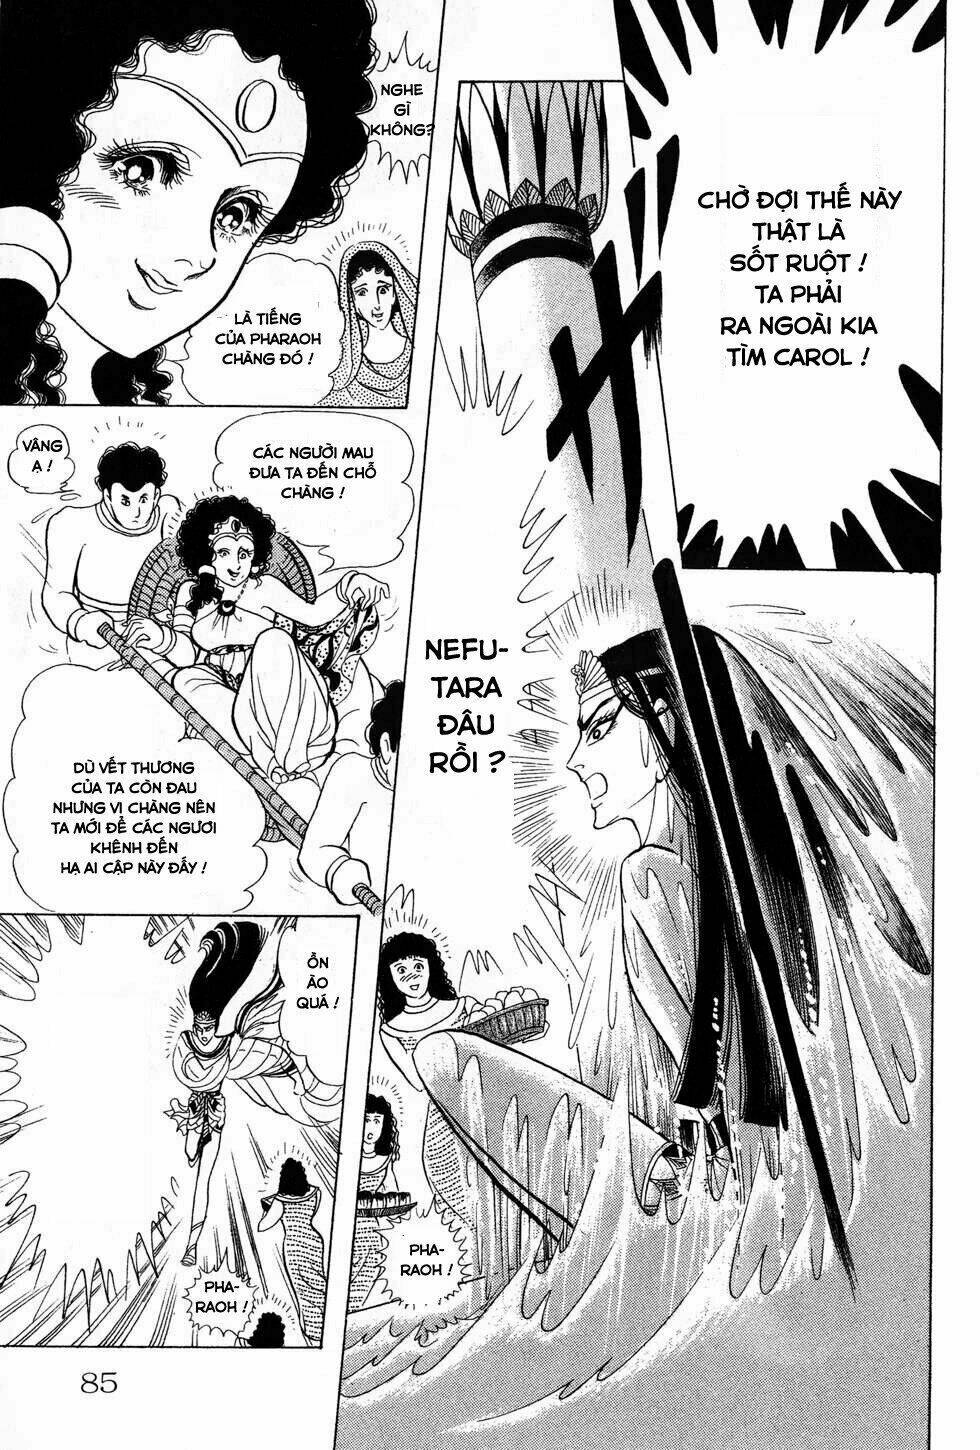 CHỜ ĐỢI THẾ NÀY
THẬT LÀ
SỐT RUỘT !
TA PHẢI
RA NGOÀI KIA
TÌM CAROL !
NEFU-
TARA
ĐÂU
RỒI ?
PHA-
RAOH !
NGHE
GÌ
KHÔNG?
LÀ TIẾNG
CỦA PHARAOH
CHÀNG ĐÓ !
CÁC NGƯỜI MAU
ĐƯA TA ĐẾN CHỖ
CHÀNG !
VÂNG
Ạ !
DÙ VẾT THƯƠNG
CỦA TA CÒN ĐAU
NHƯNG VI CHÀNG NÊN
TA MỚI ĐỂ CÁC NGƯƠI
KHÊNH ĐẾN
HẠ AI CẬP NÀY ĐẤY !
ỒN
ÀO
QUÁ !
PHA-
RAOH !
85